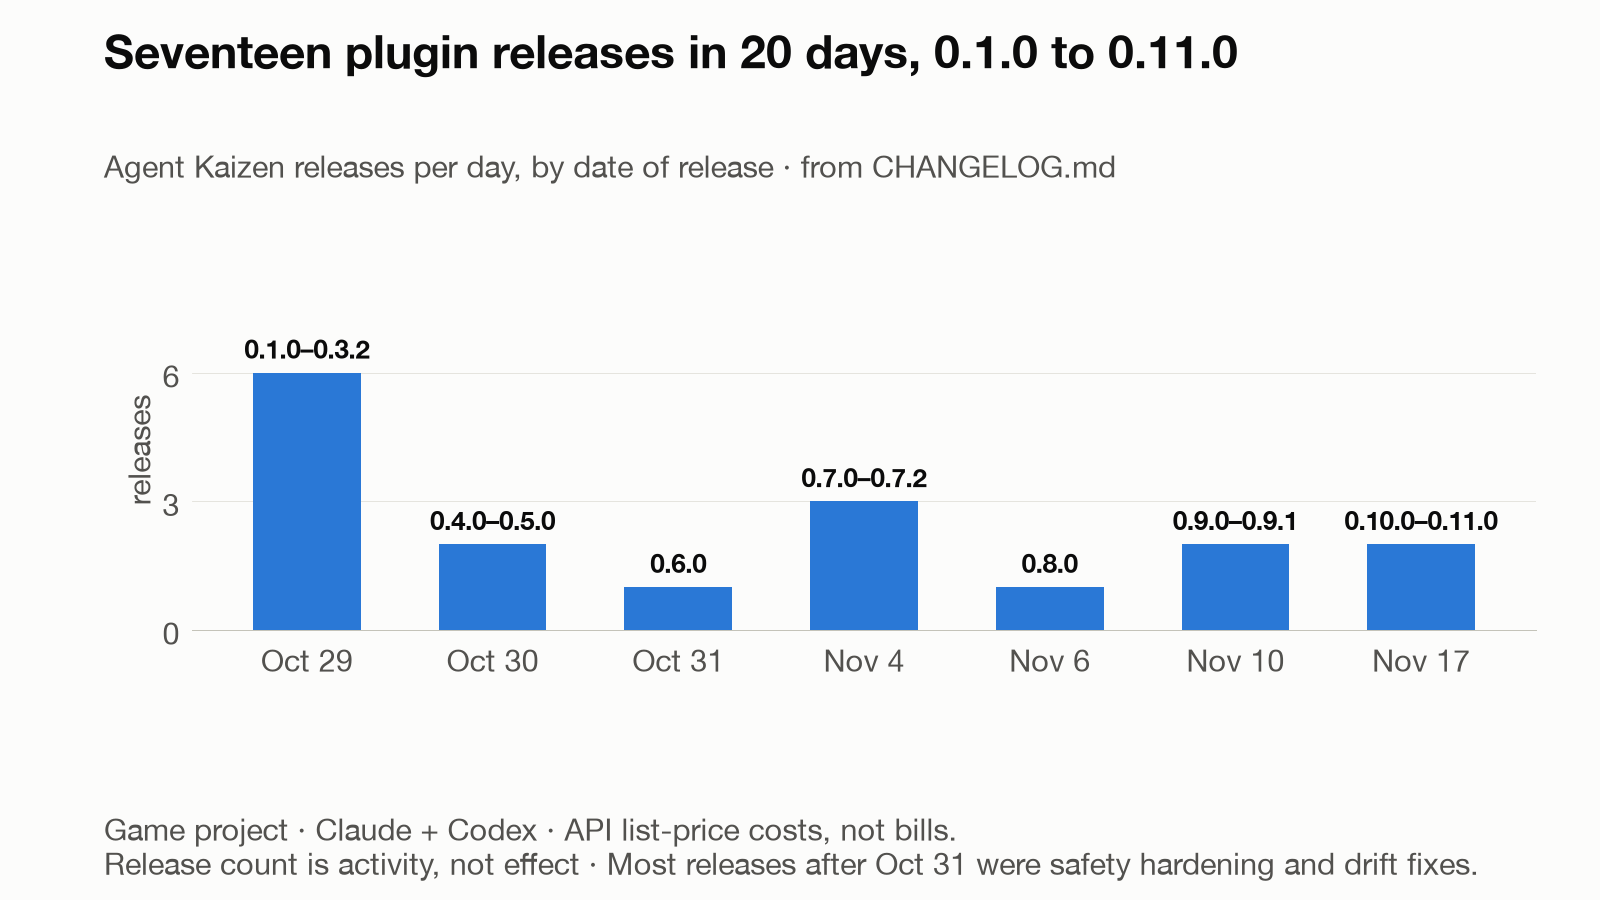 Seventeen plugin releases in 20 days, 0.1.0 to 0.11.0
Agent Kaizen releases per day, by date of release · from CHANGELOG.md
releases
6
3
0
0.1.0–0.3.2
0.4.0–0.5.0
0.6.0
0.7.0–0.7.2
0.8.0
0.9.0–0.9.1
0.10.0–0.11.0
Oct 29
Oct 30
Oct 31
Nov 4
Nov 6
Nov 10
Nov 17
Game project · Claude + Codex · API list-price costs, not bills.
Release count is activity, not effect · Most releases after Oct 31 were safety hardening and drift fixes.